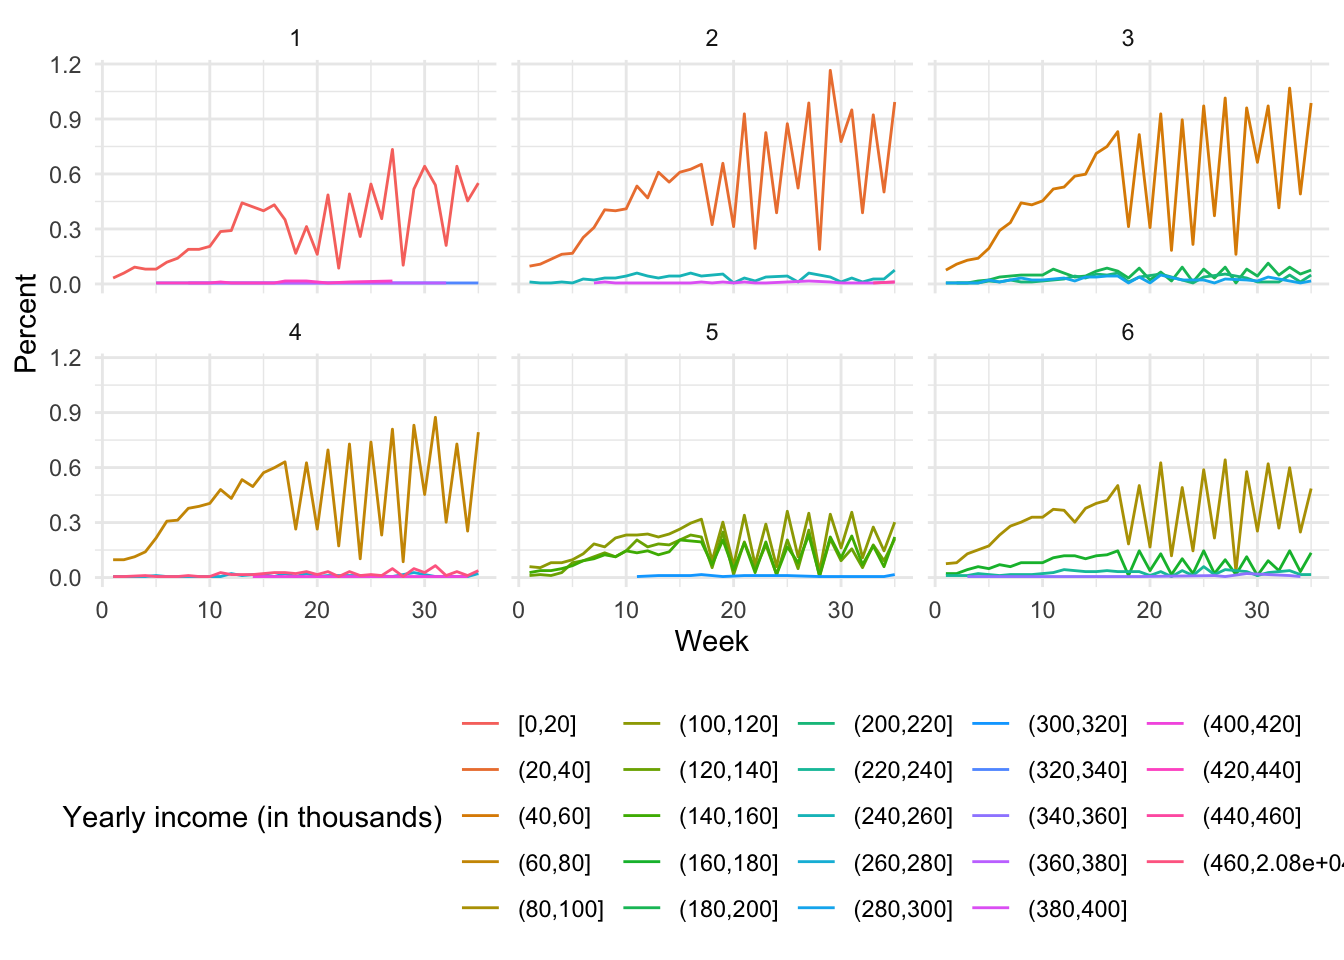 1 2 3
1.2
0.9
0.6
0.3
0.0
4 5 6
1.2
0.9
0.6
0.3
0.0
0 10 20 30 0 10 20 30 0 10 20 30
Percent
Week
Yearly income (in thousands)
[0,20] (100,120] (200,220] (300,320] (400,420]
(20,40] (120,140] (220,240] (320,340] (420,440]
(40,60] (140,160] (240,260] (340,360] (440,460]
(60,80] (160,180] (260,280] (360,380] (460,2.08e+04
(80,100] (180,200] (280,300] (380,400]